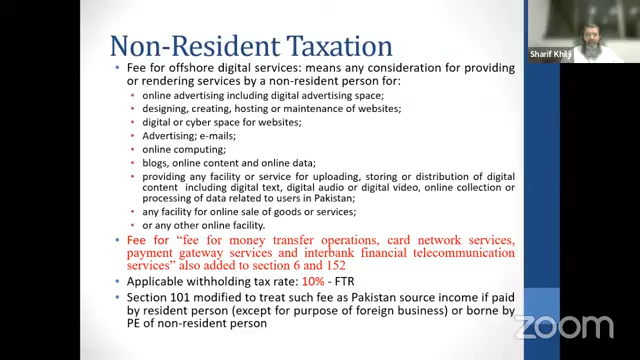 Non-Resident Taxation
• Fee for offshore digital services: means any consideration for providing
or rendering services by a non-resident person for:
• online advertising including digital advertising space;
• designing, creating, hosting or maintenance of websites;
• digital or cyber space for websites;
• Advertising; e-mails;
• online computing;
• blogs, online content and online data;
• providing any facility or service for uploading, storing or distribution of digital
content including digital text, digital audio or digital video, online collection or
processing of data related to users in Pakistan;
• any facility for online sale of goods or services;
• or any other online facility.
• Fee for “fee for money transfer operations, card network services,
payment gateway services and interbank financial telecommunication
services” also added to section 6 and 152
• Applicable withholding tax rate: 10% - FTR
• Section 101 modified to treat such fee as Pakistan source income if paid
by resident person (except for purpose of foreign business) or borne by
PE of non-resident person
Sharif Khilji
zoom